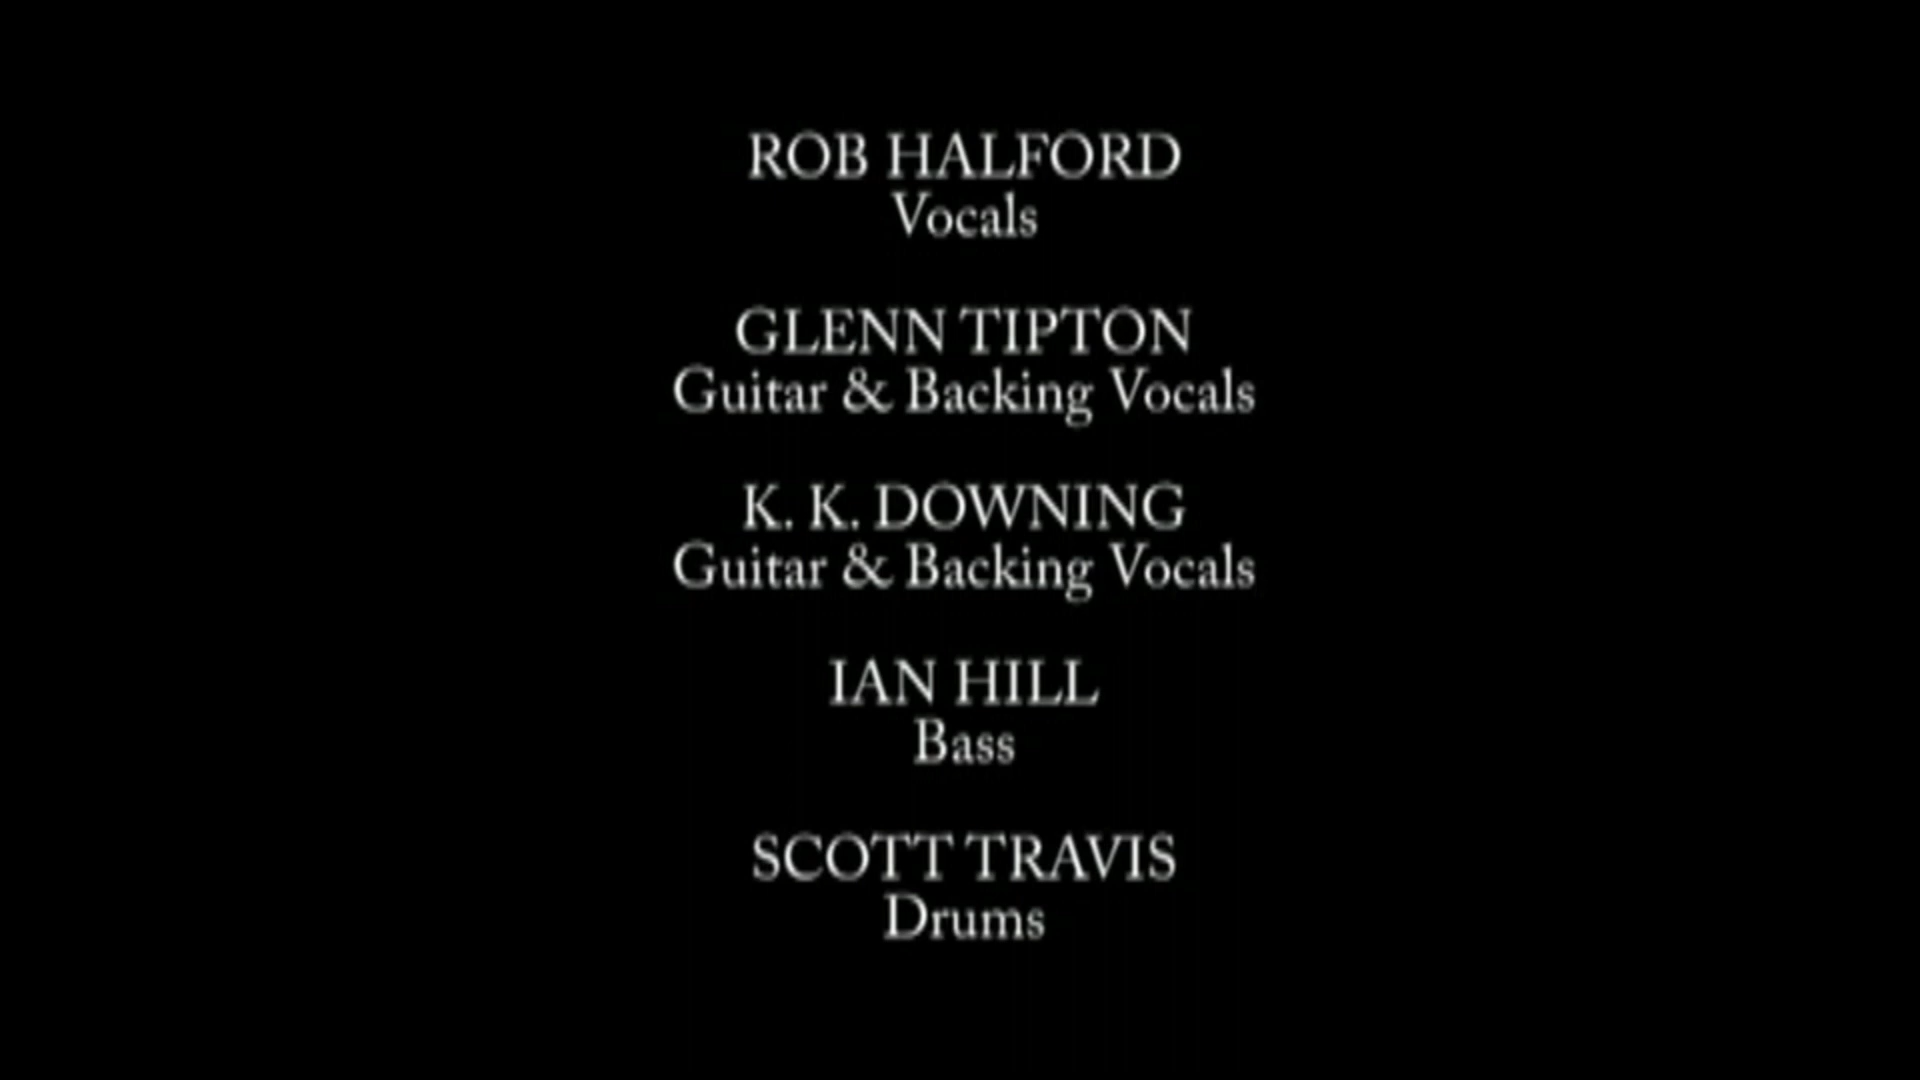 ROB HALFORD
Vocals
GLENN TIPTON
Guitar & Backing Vocals
K. K. DOWNING
Guitar & Backing Vocals
IAN HILL
Bass
SCOTT TRAVIS
Drums